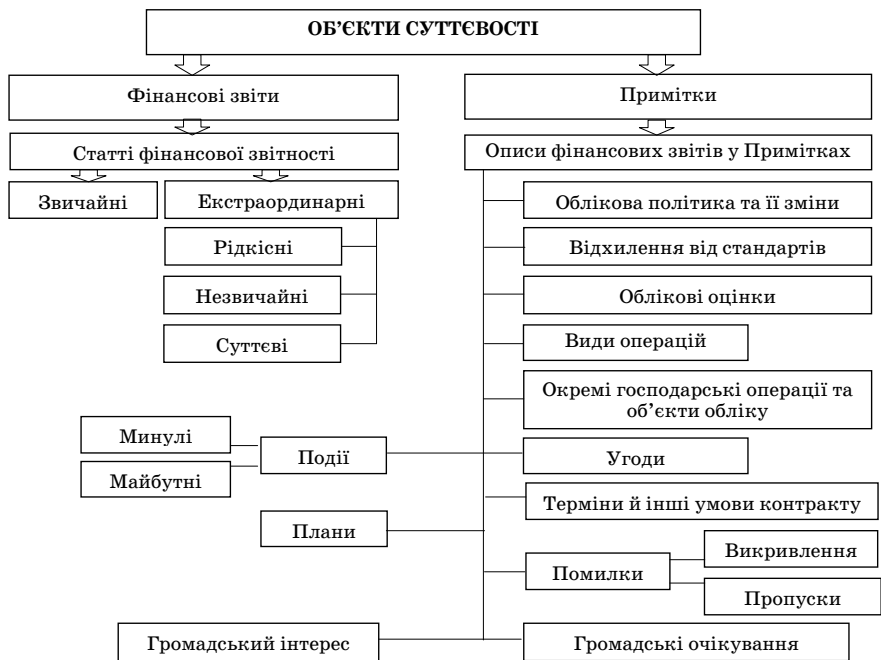 ОБ’ЄКТИ СУТТЄВОСТІ
Фінансові звіти
Примітки
Статті фінансової звітності
Описи фінансових звітів у Примітках
Звичайні
Екстраординарні
Облікова політика та її зміни
Рідкісні
Відхилення від стандартів
Незвичайні
Облікові оцінки
Суттєві
Види операцій
Окремі господарські операції та
об’єкти обліку
Минулі
Події
Угоди
Майбутні
Терміни й інші умови контракту
Плани
Викривлення
Помилки
Пропуски
Громадський інтерес
Громадські очікування